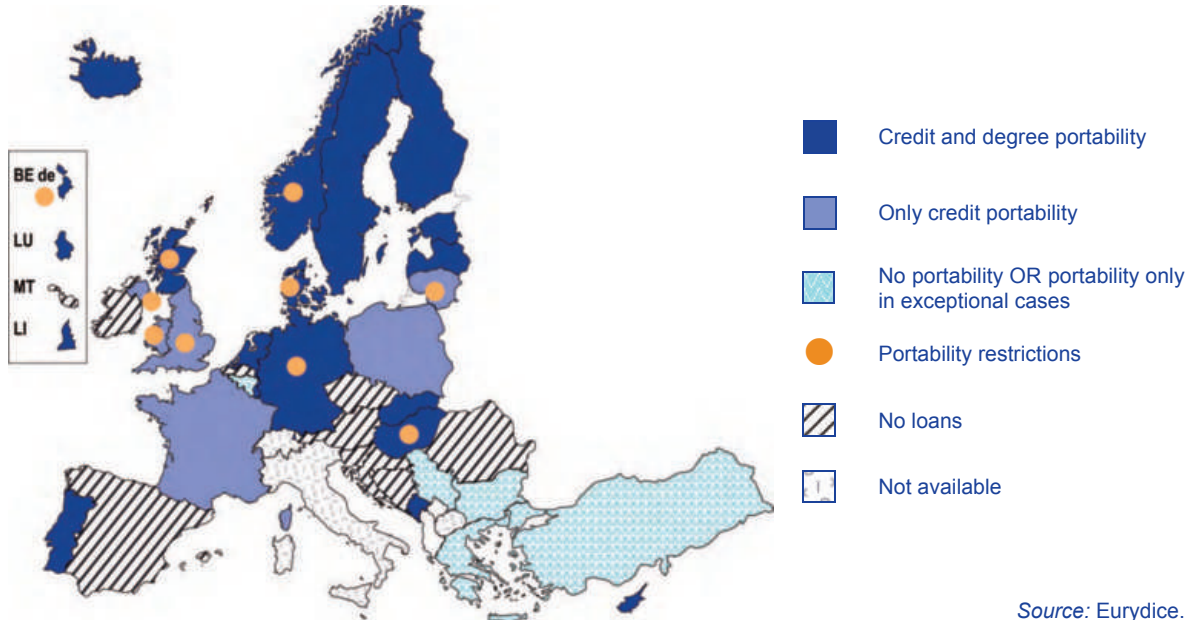 BE de
LU
MT
LI
Credit and degree portability
Only credit portability
No portability OR portability only
in exceptional cases
Portability restrictions
No loans
Not available
Source: Eurydice.